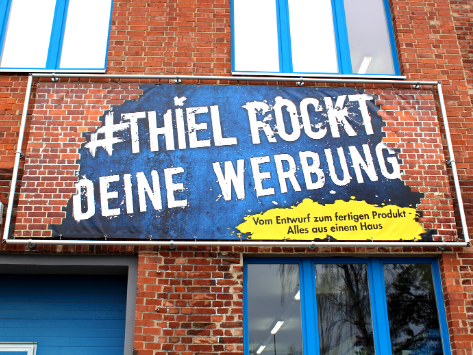 #THIEL ROCKT
DEINE WERBUNG
Vom Entwurf zum fertigen Produkt -
Alles aus einem Haus